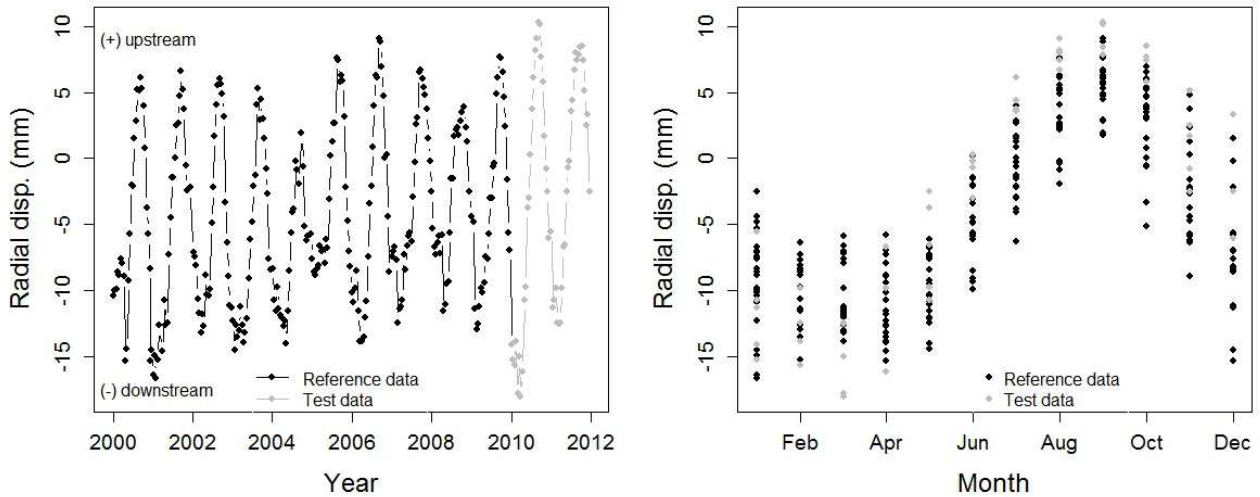 10
5
0
-5
-10
-15
Radial disp. (mm)
(+) upstream
(-) downstream
Reference data
Test data
2000 2002 2004 2006 2008 2010 2012
Year
10
5
0
-5
-10
-15
Radial disp. (mm)
Reference data
Test data
Feb Apr Jun Aug Oct Dec
Month